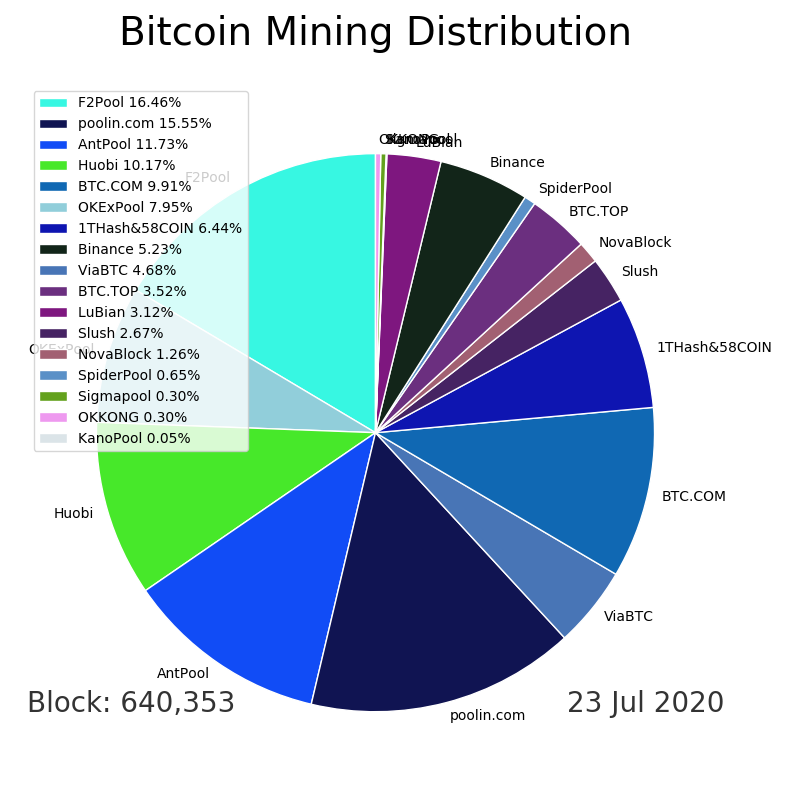 Bitcoin Mining Distribution
F2Pool 16.46%
poolin.com 15.55%
AntPool 11.73%
Huobi 10.17%
BTC.COM 9.91%
OKExPool 7.95%
1THash&58COIN 6.44%
Binance 5.23%
ViaBTC 4.68%
BTC.TOP 3.52%
LuBian 3.12%
Slush 2.67%
NovaBlock 1.26%
SpiderPool 0.65%
Sigmapool 0.30%
OKKONG 0.30%
KanoPool 0.05%
LuBian
Binance
SpiderPool
BTC.TOP
NovaBlock
Slush
1THash&58COIN
BTC.COM
ViaBTC
poolin.com
AntPool
Huobi
OKExPool
F2Pool
Block: 640,353
23 Jul 2020